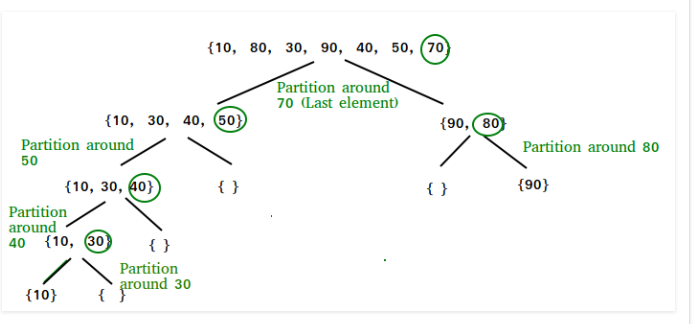 {10, 80, 30, 90, 40, 50, 70}
Partition around
70 (Last element)
{10, 30, 40, 50}
{90, 80}
Partition around
50
Partition around 80
{10, 30, 40}
{ }
{ }
{90}
Partition
around
40
{10, 30}
{ }
Partition
around 30
{10}
{ }